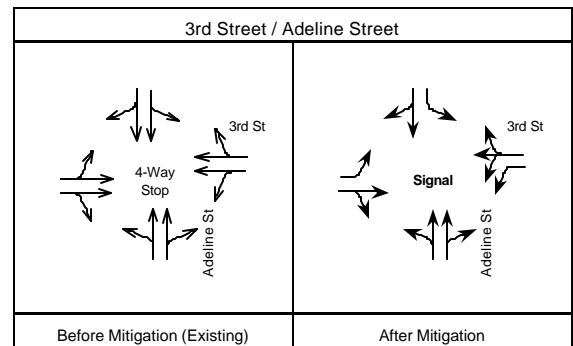 3rd Street / Adeline Street
3rd St
4-Way
Stop
Adeline St
3rd St
Signal
Adeline St
Before Mitigation (Existing)
After Mitigation